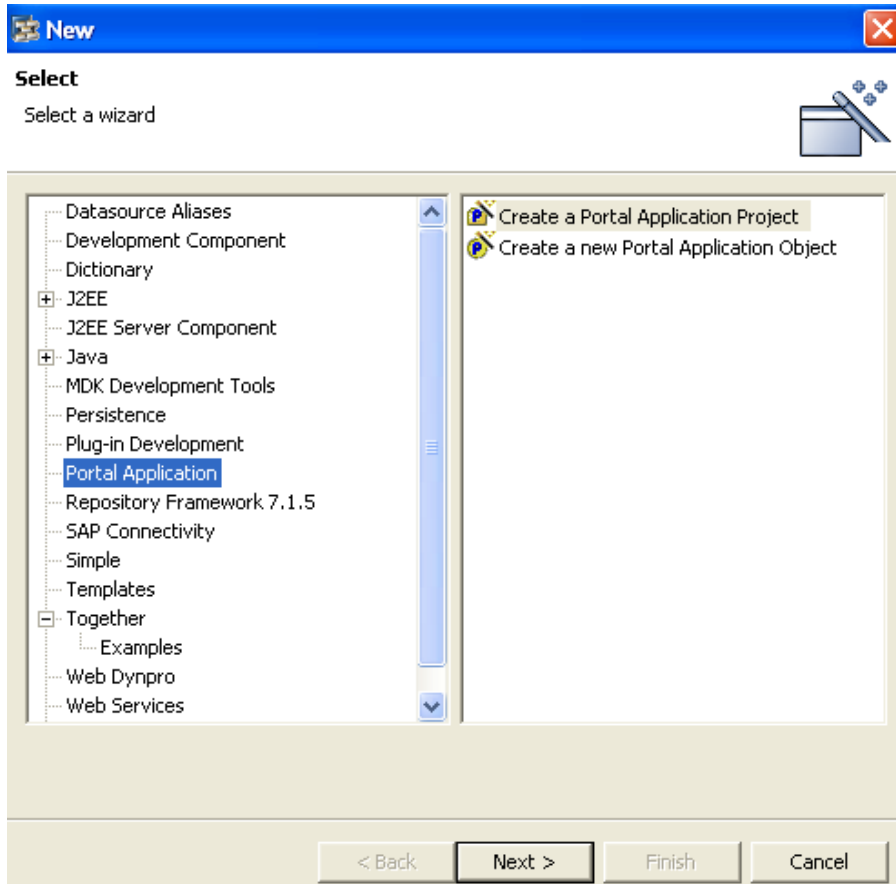 New
Select
Select a wizard
Datasource Aliases
Development Component
Dictionary
J2EE
J2EE Server Component
Java
MDK Development Tools
Persistence
Plug-in Development
Portal Application
Repository Framework 7.1.5
SAP Connectivity
Simple
Templates
Together
Examples
Web Dynpro
Web Services
Create a Portal Application Project
Create a new Portal Application Object
< Back
Next >
Finish
Cancel